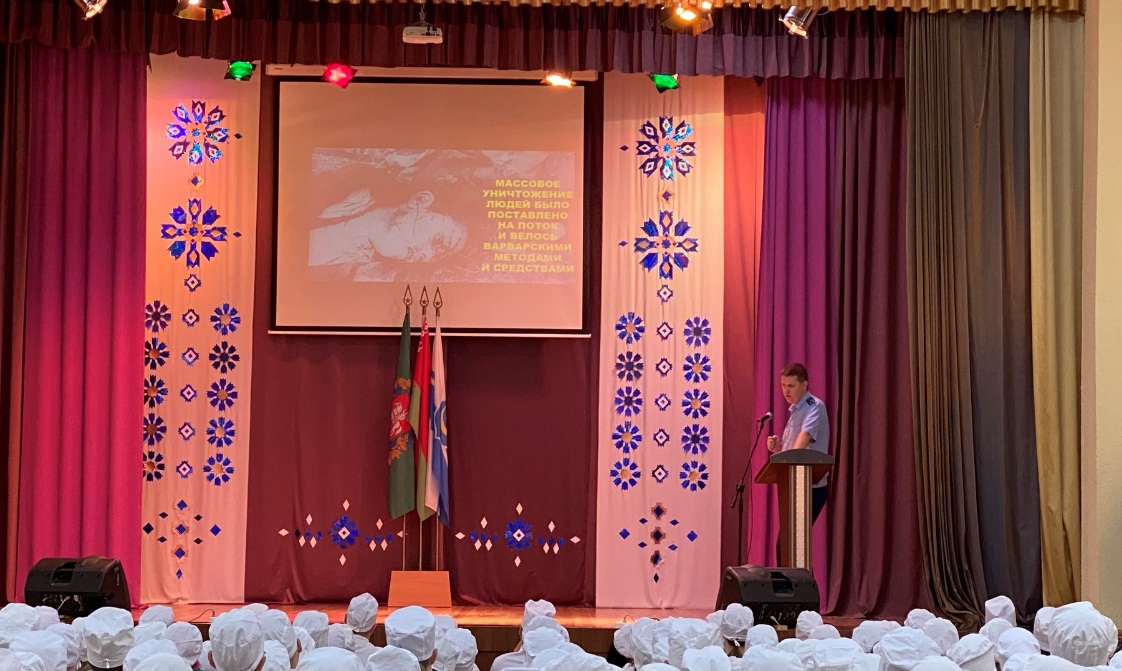 МАССОВОЕ
УНИЧТОЖЕНИЕ
ЛЮДЕЙ БЫЛО
ПОСТАВЛЕНО
НА ПОТОК
И ВЕЛОСЬ
ВАРВАРСКИМИ
МЕТОДАМИ
И СРЕДСТВАМИ